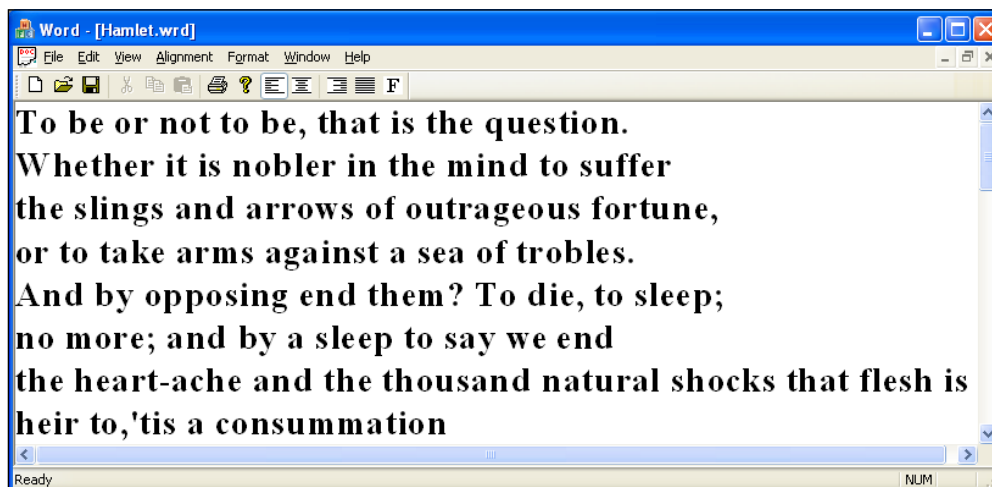 Word - [Hamlet.wrd]
File Edit View Alignment Format Window Help
F
To be or not to be, that is the question.
Whether it is nobler in the mind to suffer
the slings and arrows of outrageous fortune,
or to take arms against a sea of trobles.
And by opposing end them? To die, to sleep;
no more; and by a sleep to say we end
the heart-ache and the thousand natural shocks that flesh is
heir to,'tis a consummation
Ready NUM